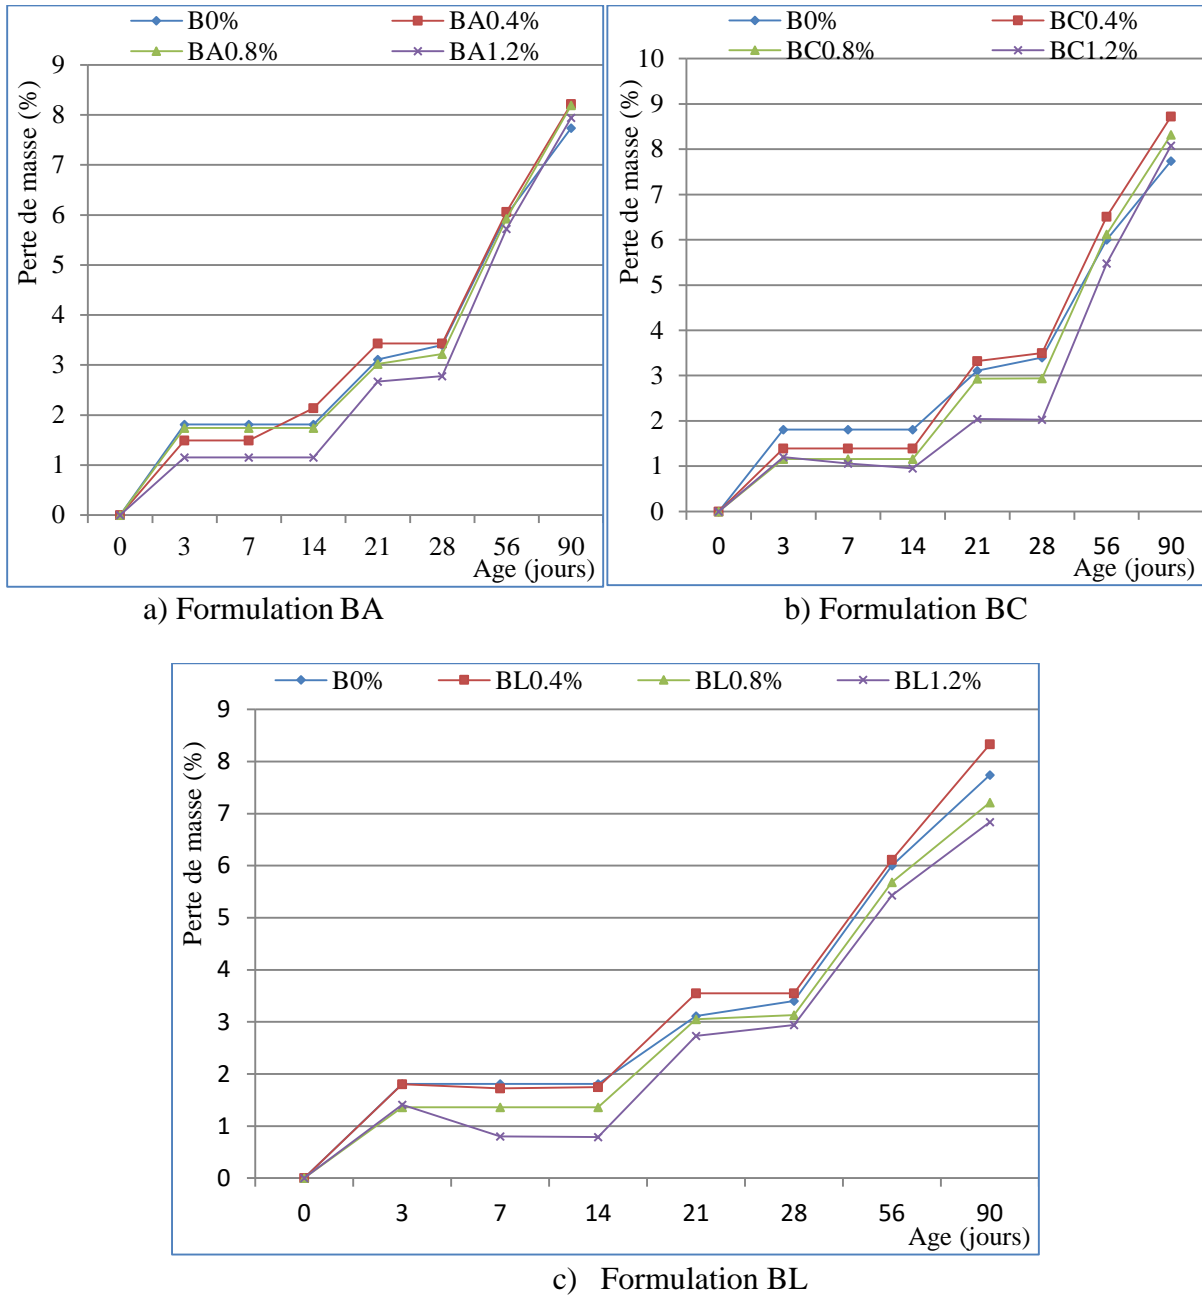 B0% BA0.4%
BA0.8% BA1.2%
Perte de masse (%)
9
8
7
6
5
4
3
2
1
0
0 3 7 14 21 28 56 90
Age (jours)
a) Formulation BA
B0% BC0.4%
BC0.8% BC1.2%
Perte de masse (%)
10
9
8
7
6
5
4
3
2
1
0
0 3 7 14 21 28 56 90
Age (jours)
b) Formulation BC
B0% BL0.4% BL0.8% BL1.2%
Perte de masse (%)
9
8
7
6
5
4
3
2
1
0
0 3 7 14 21 28 56 90
Age (jours)
c) Formulation BL